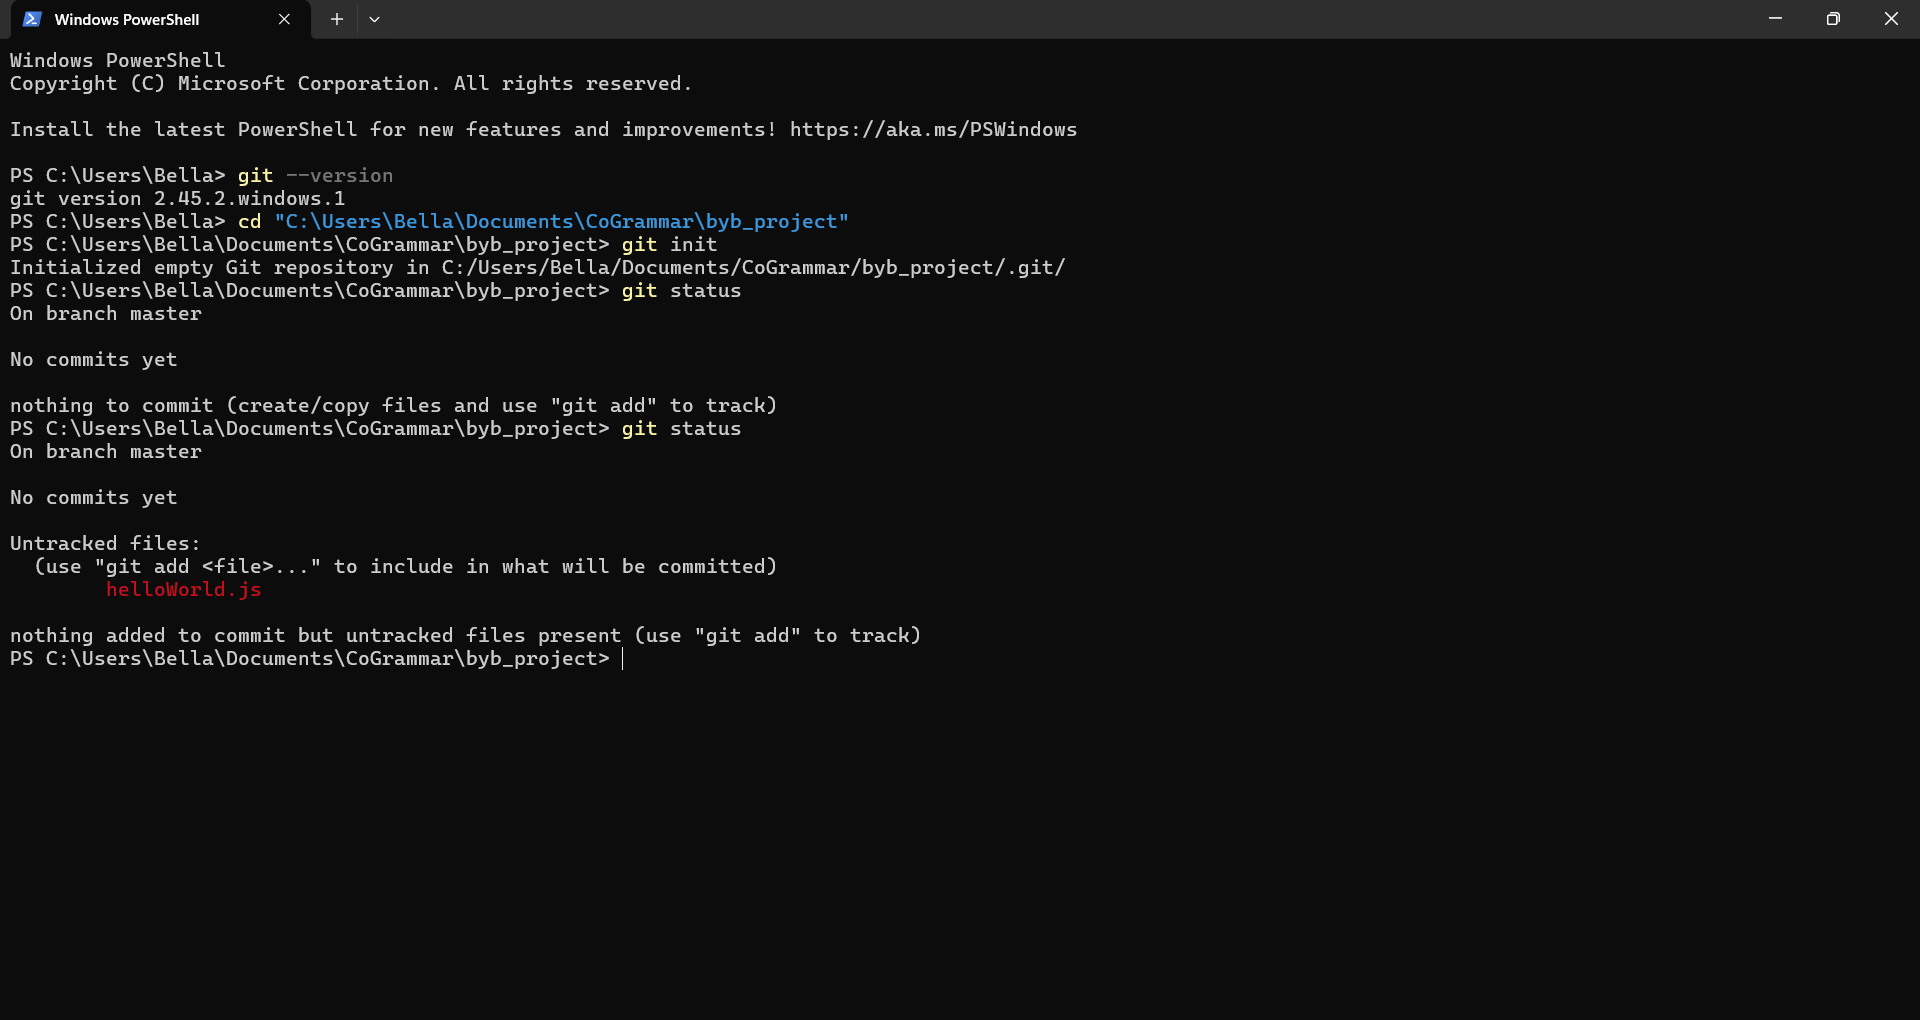 Windows PowerShell
Windows PowerShell
Copyright (C) Microsoft Corporation. All rights reserved.
Install the latest PowerShell for new features and improvements! https://aka.ms/PSWindows
PS C:\Users\Bella> git --version
git version 2.45.2.windows.1
PS C:\Users\Bella> cd "C:\Users\Bella\Documents\CoGrammar\byb_project"
PS C:\Users\Bella\Documents\CoGrammar\byb_project> git init
Initialized empty Git repository in C:/Users/Bella/Documents/CoGrammar/byb_project/.git/
PS C:\Users\Bella\Documents\CoGrammar\byb_project> git status
On branch master
No commits yet
nothing to commit (create/copy files and use "git add" to track)
PS C:\Users\Bella\Documents\CoGrammar\byb_project> git status
On branch master
No commits yet
Untracked files:
  (use "git add <file>..." to include in what will be committed)
        helloWorld.js
nothing added to commit but untracked files present (use "git add" to track)
PS C:\Users\Bella\Documents\CoGrammar\byb_project>